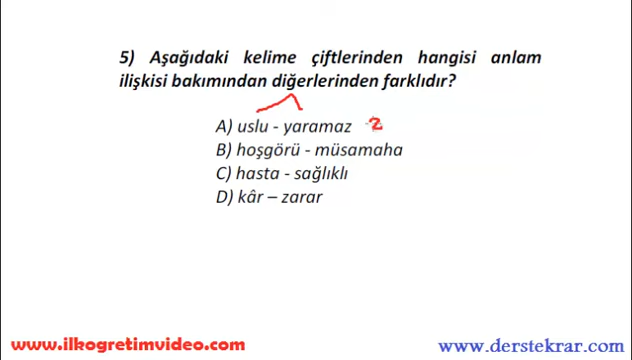 5) Aşağıdaki kelime çiftlerinden hangisi anlam
ilişkisi bakımından diğerlerinden farklıdır?
A) uslu - yaramaz z
B) hoşgörü - müsamaha
C) hasta - sağlıklı
D) kâr – zarar
www.ilkogretimvideo.com
www.derstekrar.com